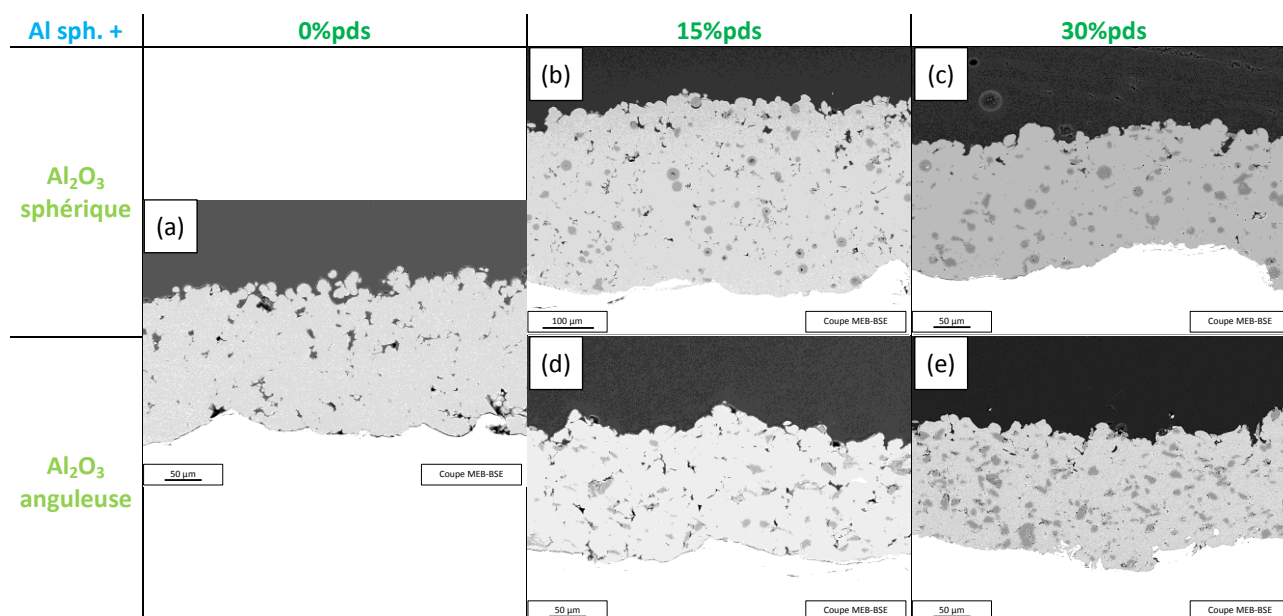 Al sph. +
0%pds
15%pds
30%pds
Al₂O₃
sphérique
(a)
50 µm
Coupe MEB-BSE
(b)
100 µm
Coupe MEB-BSE
(c)
50 µm
Coupe MEB-BSE
Al₂O₃
anguleuse
(d)
50 µm
Coupe MEB-BSE
(e)
50 µm
Coupe MEB-BSE